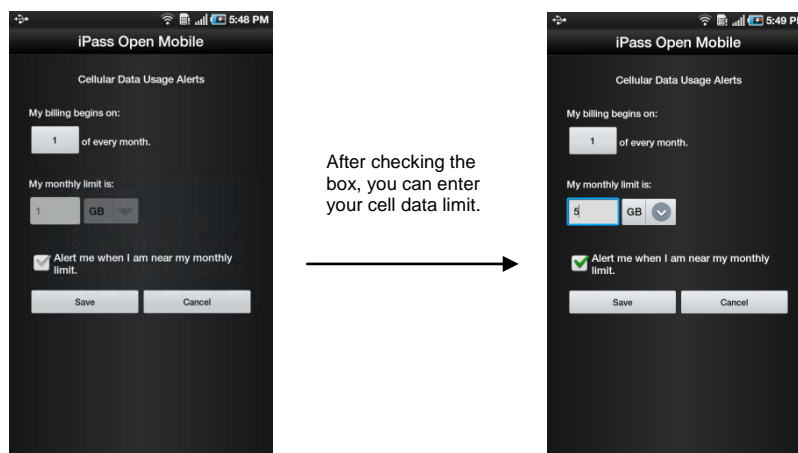 5:48 PM
iPass Open Mobile
Cellular Data Usage Alerts
My billing begins on:
1 of every month.
My monthly limit is:
1 GB
Alert me when I am near my monthly
limit.
Save Cancel
After checking the
box, you can enter
your cell data limit.
5:49 PM
iPass Open Mobile
Cellular Data Usage Alerts
My billing begins on:
1 of every month.
My monthly limit is:
5 GB
Alert me when I am near my monthly
limit.
Save Cancel